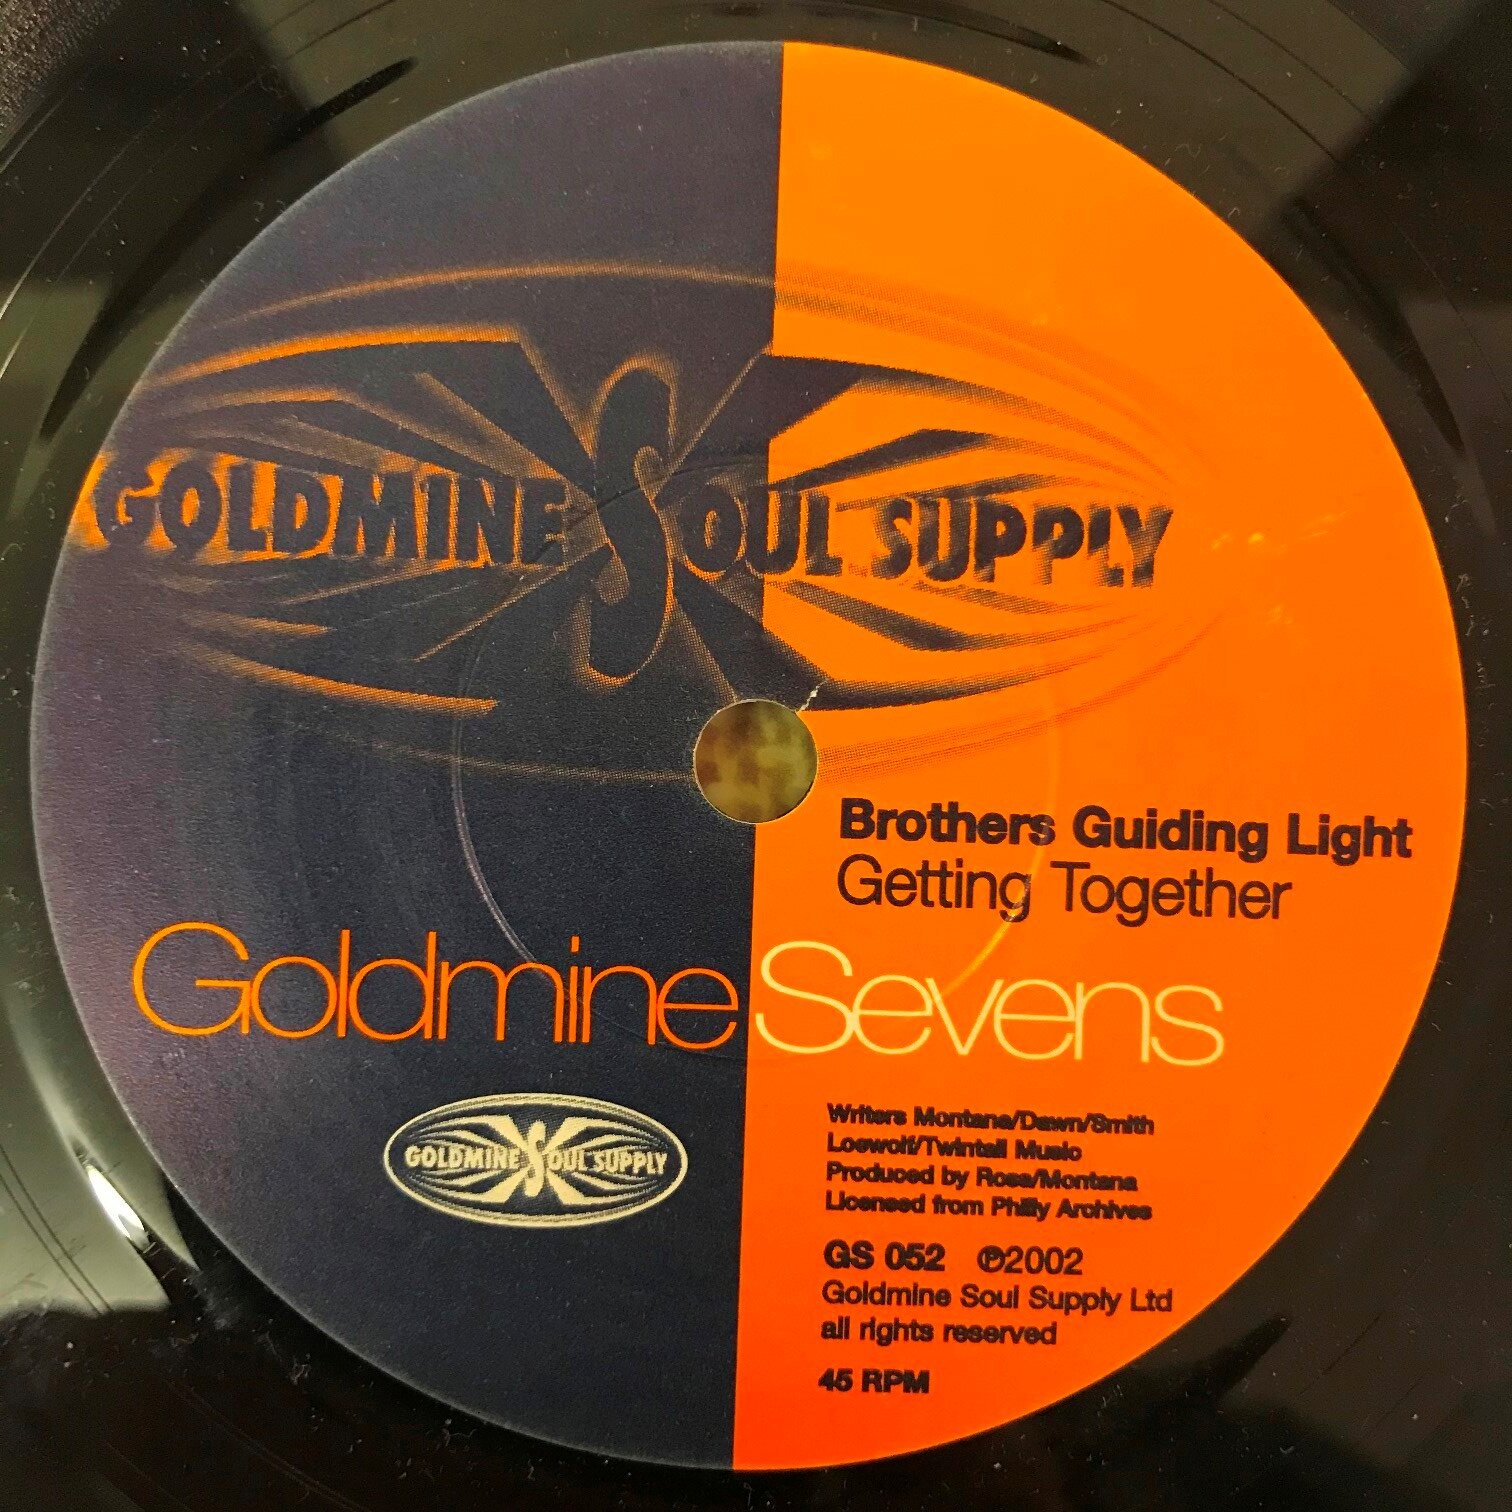 GOLDMINE SOUL SUPPLY
Brothers Guiding Light
Getting Together
Goldmine Sevens
GOLDMINE SOUL SUPPLY
Writers Montana/Dawn/Smith
Loewolf/Twintail Music
Produced by Rosa/Montana
Licensed from Philly Archives
GS 052 ℗2002
Goldmine Soul Supply Ltd
all rights reserved
45 RPM